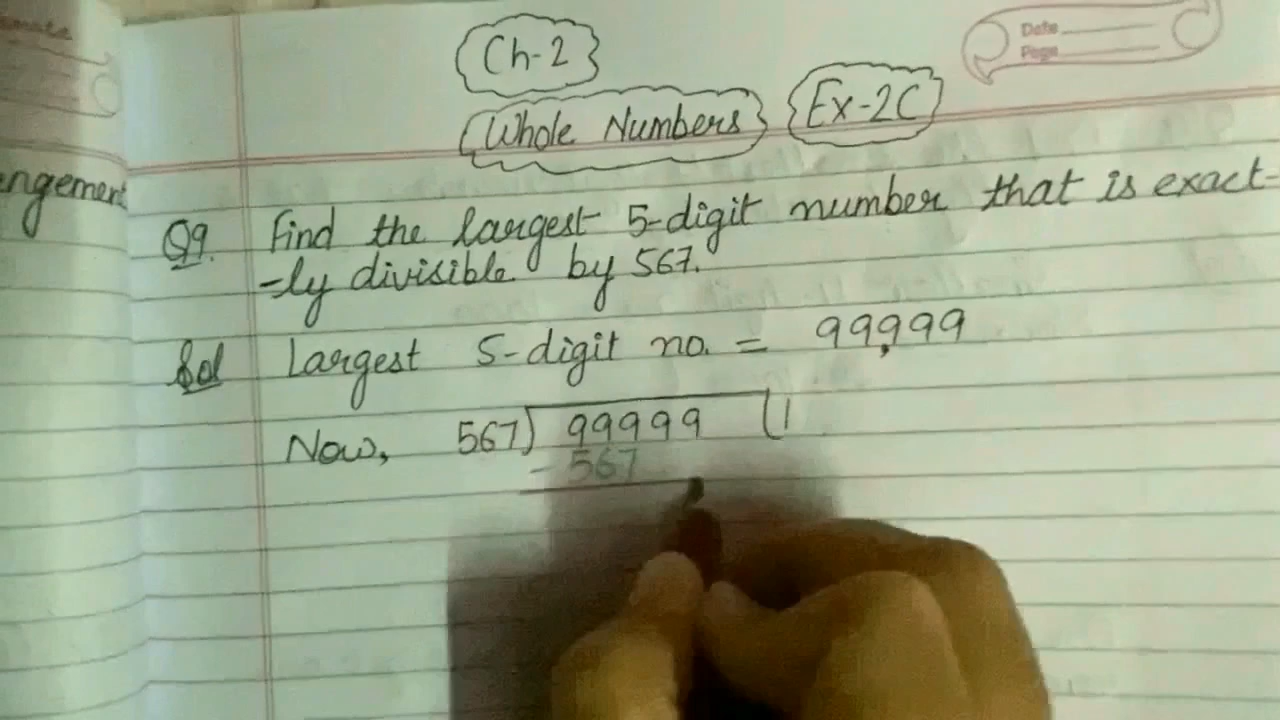 Date
Page
Ch-2
Whole Numbers
Ex-2C
Q9. Find the largest 5-digit number that is exact-
-ly divisible by 567.
Sol Largest 5-digit no. = 99,999
Now, 567) 99999 (1
- 567